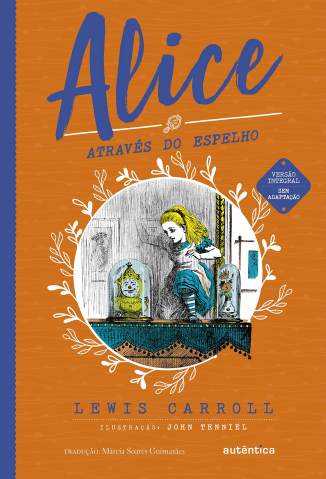 Alice
ATRAVÉS DO ESPELHO
VERSÃO
INTEGRAL
SEM
ADAPTAÇÃO
LEWIS CARROLL
ILUSTRAÇÃO: JOHN TENNIEL
TRADUÇÃO: Márcia Soares Guimarães
autêntica